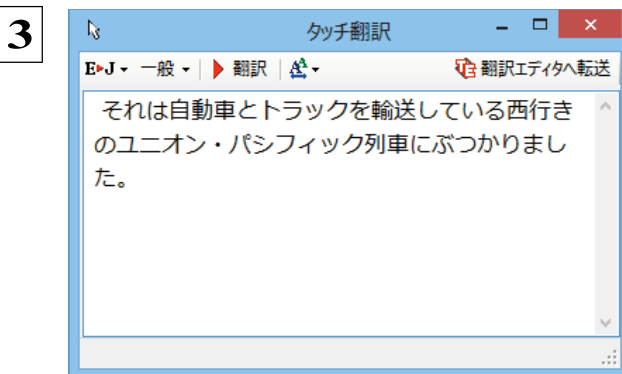 3
タッチ翻訳
E▶J 一般 翻訳 翻訳エディタへ転送
それは自動車とトラックを輸送している西行き
のユニオン・パシフィック列車にぶつかりまし
た。